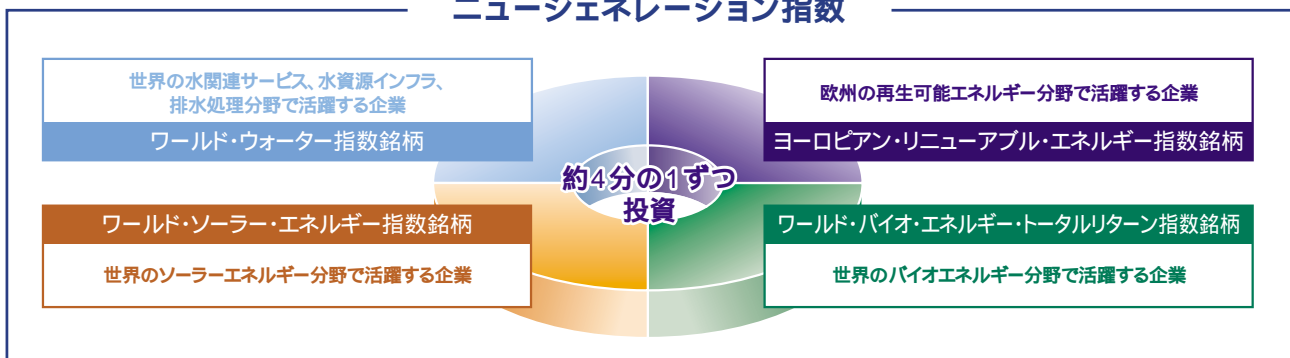 ニュージェネレーション指数
世界の水関連サービス、水資源インフラ、
排水処理分野で活躍する企業
ワールド・ウォーター指数銘柄
欧州の再生可能エネルギー分野で活躍する企業
ヨーロピアン・リニューアブル・エネルギー指数銘柄
約4分の1ずつ
投資
ワールド・ソーラー・エネルギー指数銘柄
世界のソーラーエネルギー分野で活躍する企業
ワールド・バイオ・エネルギー・トータルリターン指数銘柄
世界のバイオエネルギー分野で活躍する企業